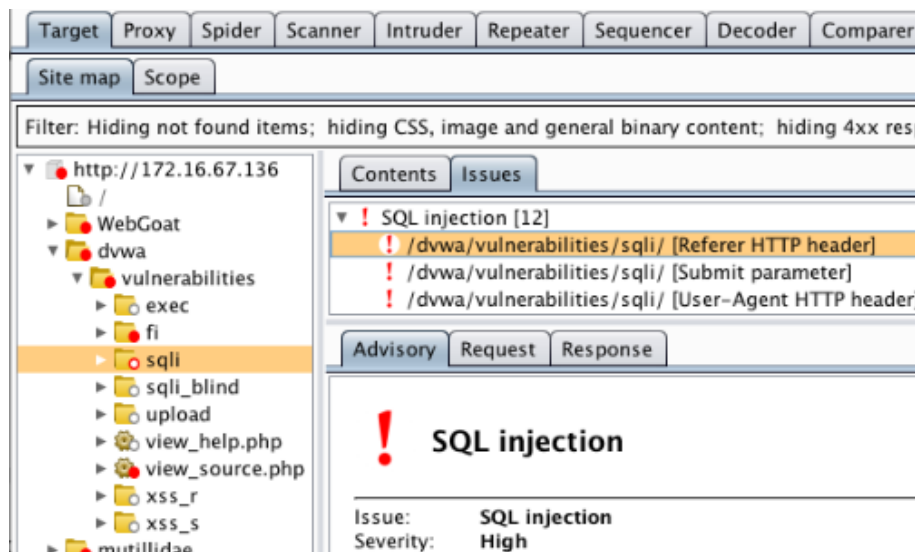 Target Proxy Spider Scanner Intruder Repeater Sequencer Decoder Comparer
Site map Scope
Filter: Hiding not found items; hiding CSS, image and general binary content; hiding 4xx res
http://172.16.67.136
/
WebGoat
dvwa
vulnerabilities
exec
fi
sqli
sqli_blind
upload
view_help.php
view_source.php
xss_r
xss_s
mutillidae
Contents Issues
! SQL injection [12]
! /dvwa/vulnerabilities/sqli/ [Referer HTTP header]
! /dvwa/vulnerabilities/sqli/ [Submit parameter]
! /dvwa/vulnerabilities/sqli/ [User-Agent HTTP header]
Advisory Request Response
! SQL injection
Issue: SQL injection
Severity: High